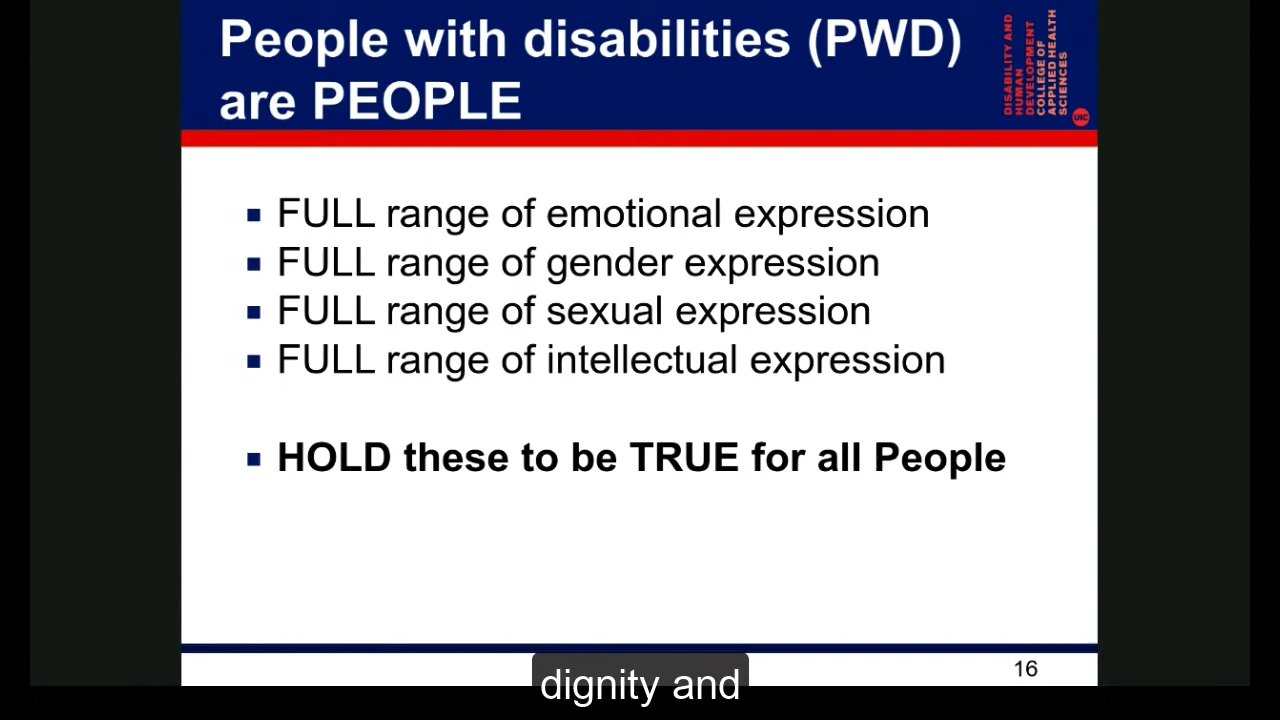 People with disabilities (PWD)
are PEOPLE
DISABILITY AND
HUMAN
DEVELOPMENT
COLLEGE OF
APPLIED HEALTH
SCIENCES
UIC
FULL range of emotional expression
FULL range of gender expression
FULL range of sexual expression
FULL range of intellectual expression
HOLD these to be TRUE for all People
16
dignity and